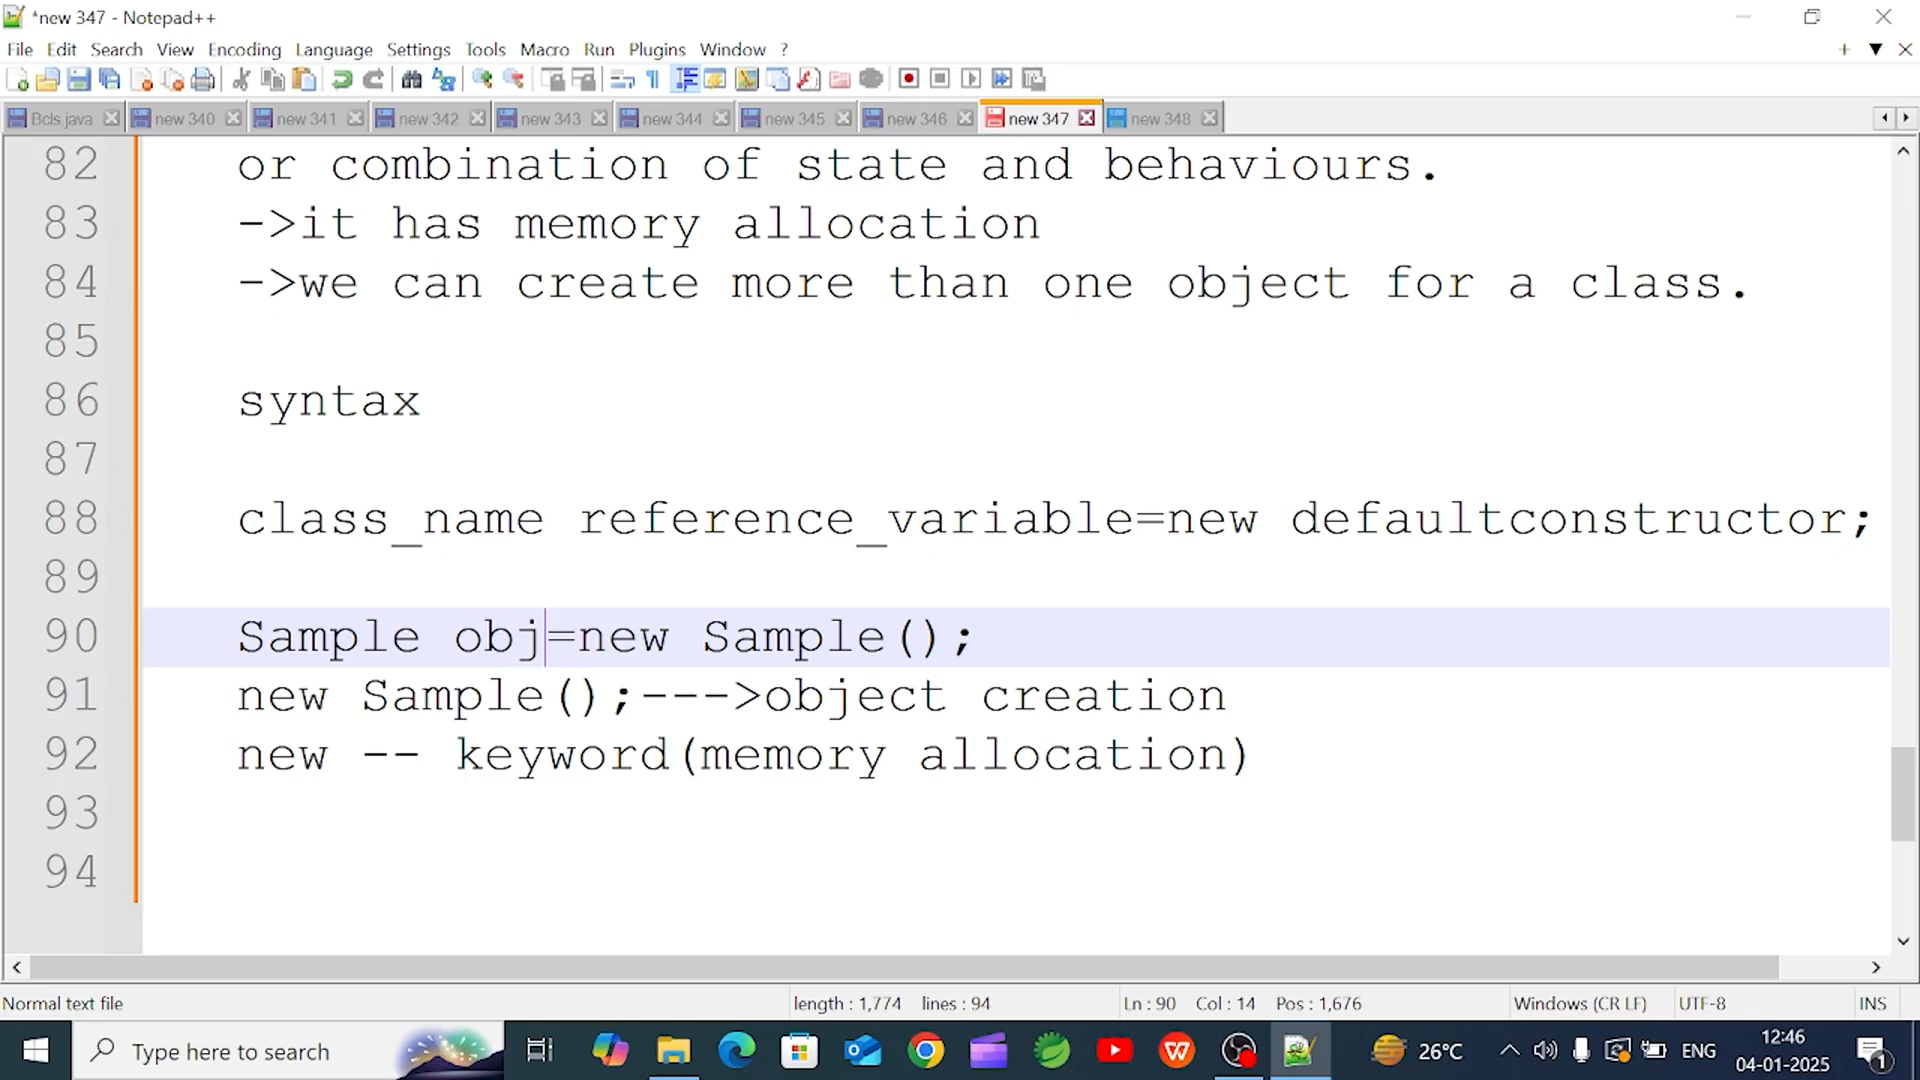 *new 347 - Notepad++
File Edit Search View Encoding Language Settings Tools Macro Run Plugins Window ?
Bcls java new 340 new 341 new 342 new 343 new 344 new 345 new 346 new 347 new 348
82 or combination of state and behaviours.
83 ->it has memory allocation
84 ->we can create more than one object for a class.
85
86 syntax
87
88 class_name reference_variable=new defaultconstructor;
89
90 Sample obj=new Sample();
91 new Sample();--->object creation
92 new -- keyword(memory allocation)
93
94
Normal text file length : 1,774 lines : 94 Ln : 90 Col : 14 Pos : 1,676 Windows (CR LF) UTF-8 INS
Type here to search 26°C ENG 12:46
04-01-2025 1